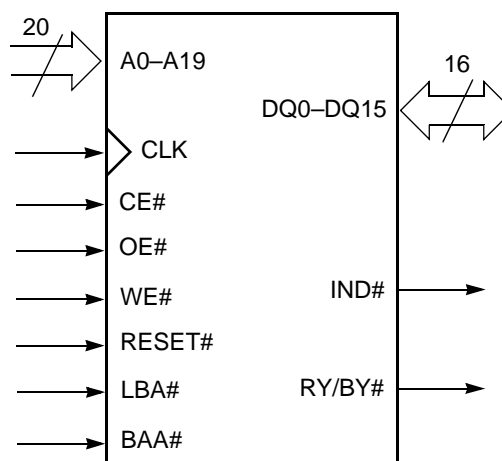 20
A0–A19
16
DQ0–DQ15
CLK
CE#
OE#
WE#
IND#
RESET#
LBA#
RY/BY#
BAA#